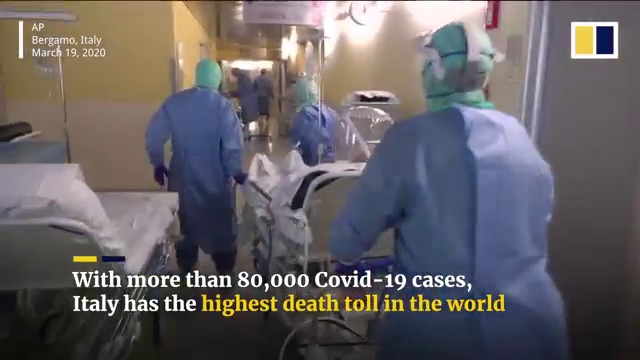 AP
Bergamo, Italy
March 19, 2020
With more than 80,000 Covid-19 cases,
Italy has the highest death toll in the world